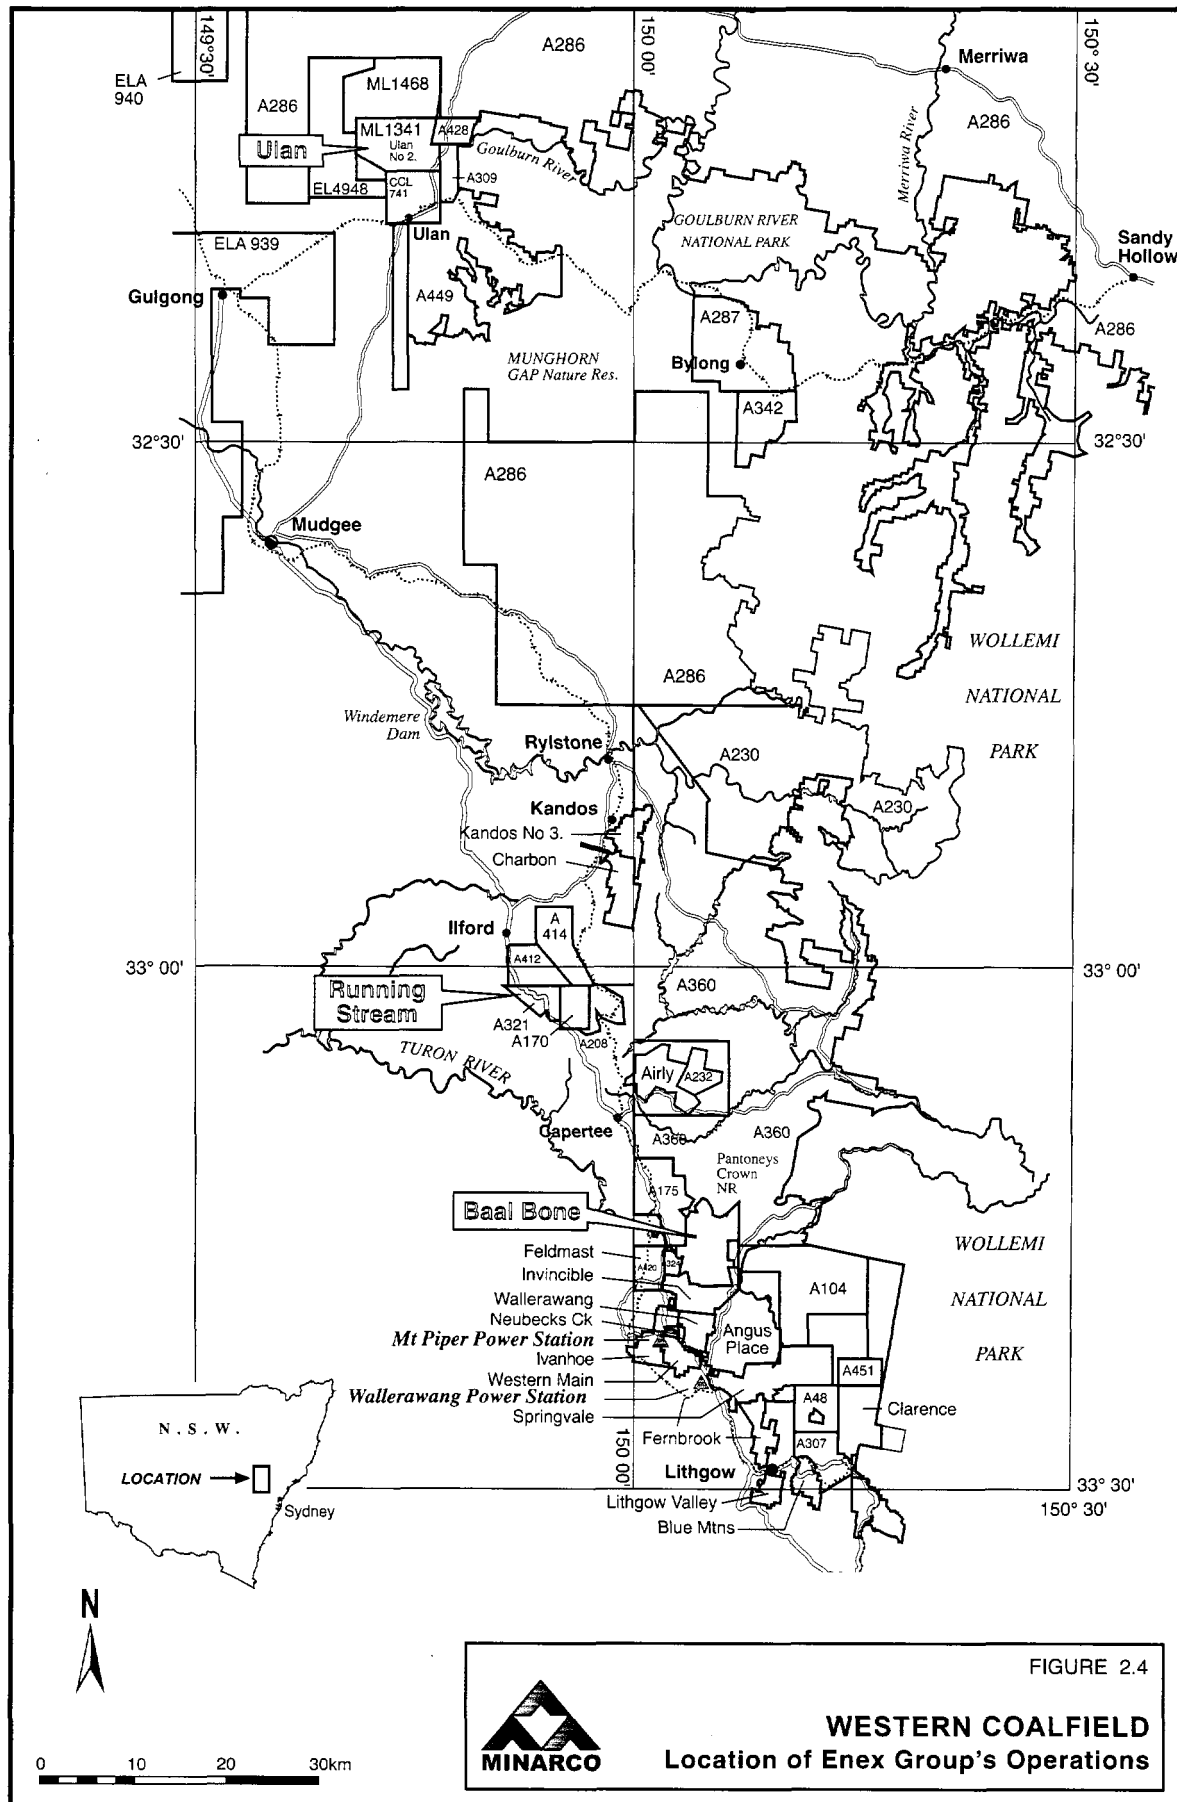 149°30'
150 00'
150°30'
ELA
940
A286
A286
Merriwa
ML1468
A286
Merriwa River
ML1341
Ulan
No 2.
A428
Ulan
Goulburn River
EL4948
CCL
741
A309
GOULBURN RIVER
NATIONAL PARK
Ulan
Sandy
Hollow
ELA 939
Gulgong
A449
A287
A286
MUNGHORN
GAP Nature Res.
Bylong
A342
32°30'
32°30'
A286
Mudgee
WOLLEMI
NATIONAL
PARK
A286
Windemere
Dam
Rylstone
A230
A230
Kandos
Kandos No 3.
Charbon
Ilford
A
414
A412
33° 00'
33° 00'
Running
Stream
A360
A321
A170
A208
TURON RIVER
Airly
A232
Capertee
A360
A360
Pantoneys
Crown
NR
A175
Baal Bone
Feldmast
A420
A324
Invincible
WOLLEMI
NATIONAL
PARK
A104
Wallerawang
Neubecks Ck
Mt Piper Power Station
Angus
Place
Ivanhoe
Western Main
A451
Wallerawang Power Station
Springvale
A48
Clarence
Fernbrook
A307
150 00'
Lithgow
33° 30'
150° 30'
Lithgow Valley
Blue Mtns
N.S.W.
LOCATION
Sydney
N
0 10 20 30km
FIGURE 2.4
MINARCO
WESTERN COALFIELD
Location of Enex Group's Operations